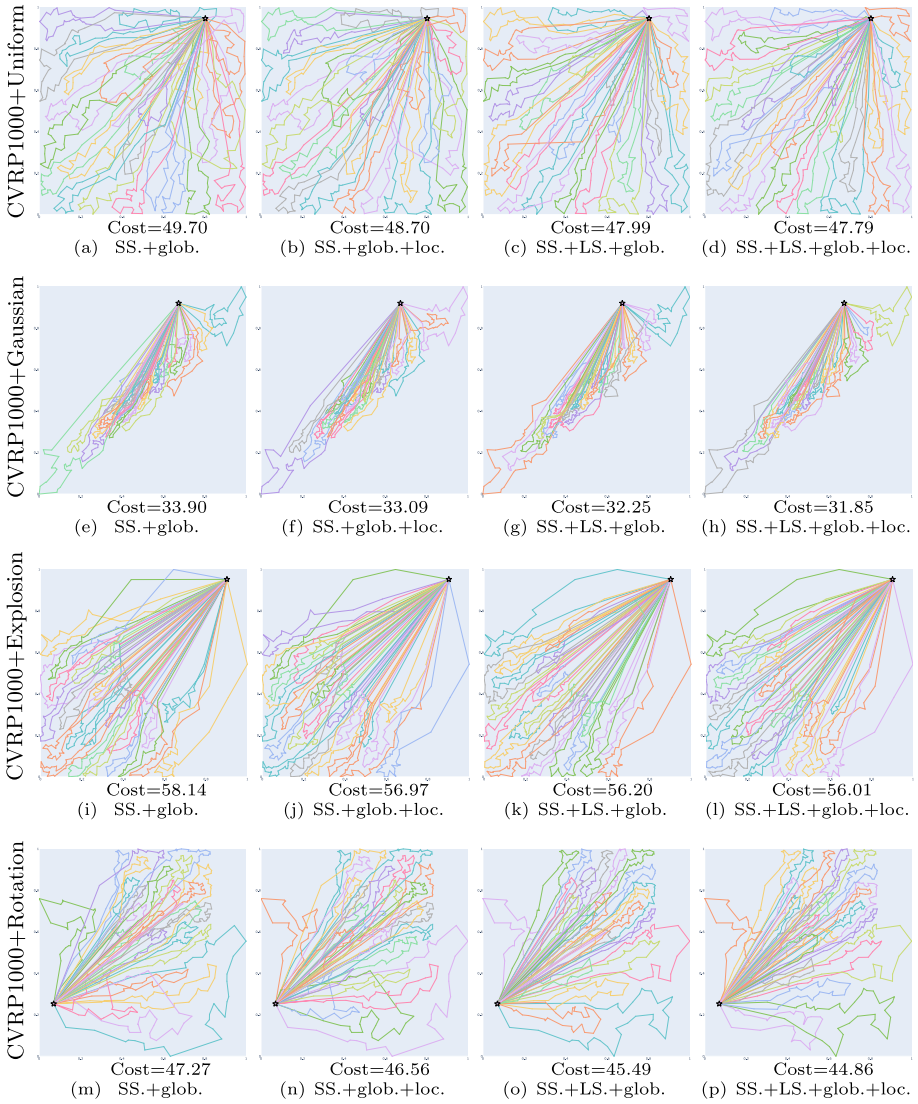 CVRP1000+Uniform
Cost=49.70
(a) SS.+glob.
Cost=48.70
(b) SS.+glob.+loc.
Cost=47.99
(c) SS.+LS.+glob.
Cost=47.79
(d) SS.+LS.+glob.+loc.
CVRP1000+Gaussian
Cost=33.90
(e) SS.+glob.
Cost=33.09
(f) SS.+glob.+loc.
Cost=32.25
(g) SS.+LS.+glob.
Cost=31.85
(h) SS.+LS.+glob.+loc.
CVRP1000+Explosion
Cost=58.14
(i) SS.+glob.
Cost=56.97
(j) SS.+glob.+loc.
Cost=56.20
(k) SS.+LS.+glob.
Cost=56.01
(l) SS.+LS.+glob.+loc.
CVRP1000+Rotation
Cost=47.27
(m) SS.+glob.
Cost=46.56
(n) SS.+glob.+loc.
Cost=45.49
(o) SS.+LS.+glob.
Cost=44.86
(p) SS.+LS.+glob.+loc.